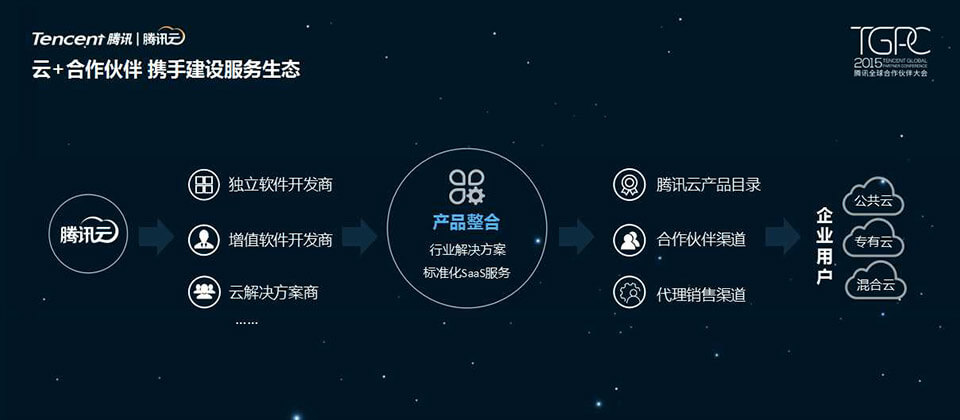 Tencent 腾讯 | 腾讯云
云+合作伙伴 携手建设服务生态
TGPC
2015 TENCENT GLOBAL PARTNER CONFERENCE
腾讯全球合作伙伴大会
腾讯云
独立软件开发商
增值软件开发商
云解决方案商
……
产品整合
行业解决方案
标准化SaaS服务
腾讯云产品目录
合作伙伴渠道
代理销售渠道
企业用户
公共云
专有云
混合云